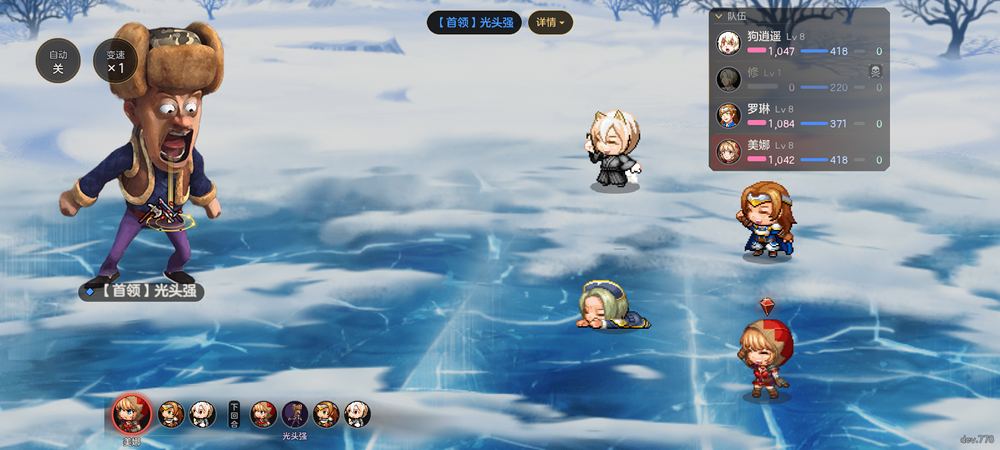 自动
关
变速
×1
【首领】光头强
详情
队伍
狗逍遥 Lv 8
1,047 418 0
修 Lv 1
0 220 0
罗琳 Lv 8
1,084 371 0
美娜 Lv 8
1,042 418 0
【首领】光头强
下回合
美娜
光头强
dev.770